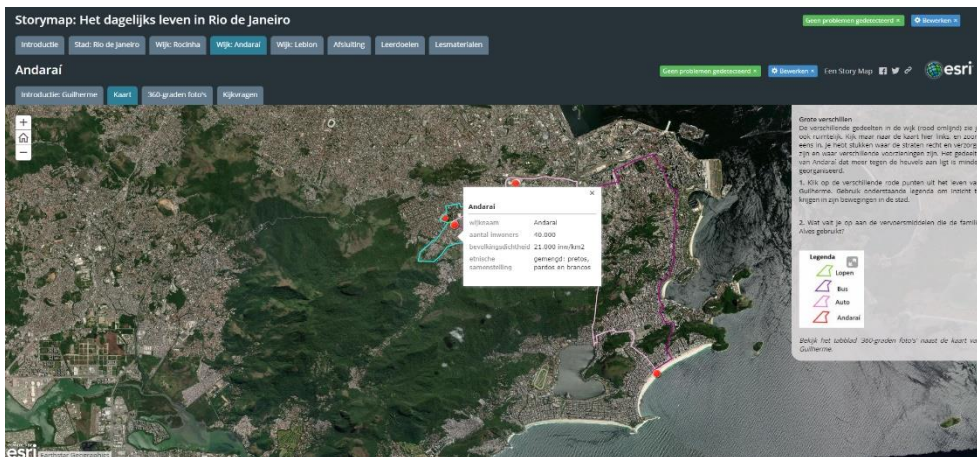 Storymap: Het dagelijks leven in Rio de Janeiro
Geen problemen gedetecteerd ×
Bewerken ×
Introductie
Stad: Rio de Janeiro
Wijk: Rocinha
Wijk: Andaraí
Wijk: Leblon
Afsluiting
Leerdoelen
Lesmaterialen
Andaraí
Geen problemen gedetecteerd ×
Bewerken ×
Een Story Map
esri
Introductie: Guilherme
Kaart
360-graden foto's
Kijkvragen
Andaraí
wijknaam Andaraí
aantal inwoners 40.000
bevolkingsdichtheid 21.000 inw/km2
etnische gemengd: pretos,
samenstelling pardos en brancos
Grote verschillen
De verschillende gedeelten in de wijk (rood omlijnd) zie j
ook ruimtelijk. Kijk maar naar de kaart hier links, en zoom
eens in. Je hebt stukken waar de straten recht en verzorg
zijn en waar verschillende voorzieningen zijn. Het gedeelt
van Andaraí dat meer tegen de heuvels aan ligt is minde
georganiseerd.
1. Klik op de verschillende rode punten uit het leven va
Guilherme. Gebruik onderstaande legenda om inzicht t
krijgen in zijn bewegingen in de stad.
2. Wat valt je op aan de vervoersmiddelen die de famili
Alves gebruikt?
Legenda
Lopen
Bus
Auto
Andaraí
Bekijk het tabblad '360-graden foto's' naast de kaart va
Guilherme.
esri
Earthstar Geographics